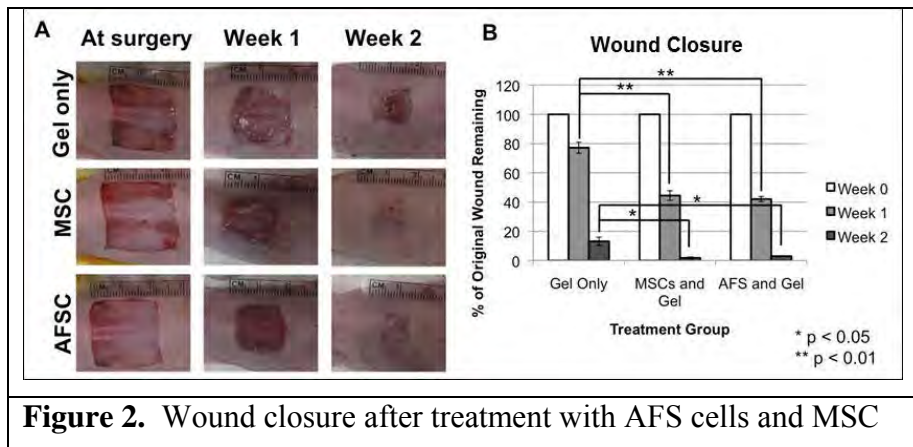 A
At surgery Week 1 Week 2
Gel only
MSC
AFSC
B
Wound Closure
% of Original Wound Remaining
120
100
80
60
40
20
0
**
**
*
*
Gel Only
MSCs and
Gel
AFS and Gel
Treatment Group
Week 0
Week 1
Week 2
* p < 0.05
** p < 0.01
Figure 2. Wound closure after treatment with AFS cells and MSC